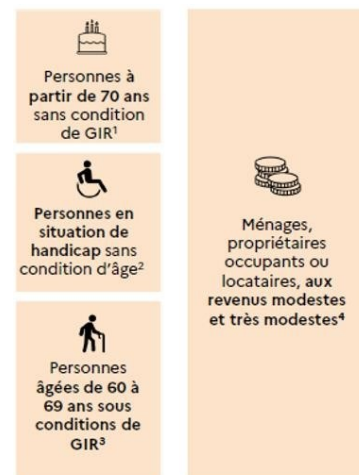 Personnes à
partir de 70 ans
sans condition
de GIR¹
Personnes en
situation de
handicap sans
condition d'âge²
Personnes
âgées de 60 à
69 ans sous
conditions de
GIR³
Ménages,
propriétaires
occupants ou
locataires, aux
revenus modestes
et très modestes⁴